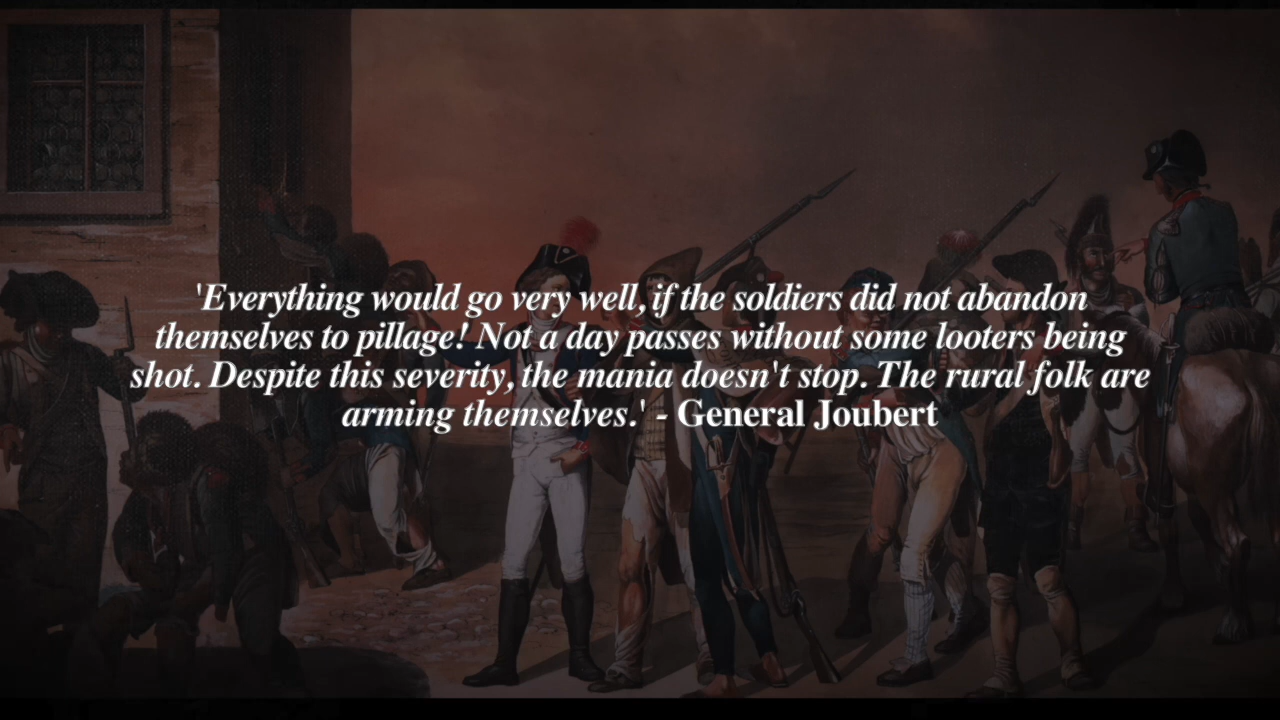 'Everything would go very well, if the soldiers did not abandon
themselves to pillage! Not a day passes without some looters being
shot. Despite this severity, the mania doesn't stop. The rural folk are
arming themselves.' - General Joubert